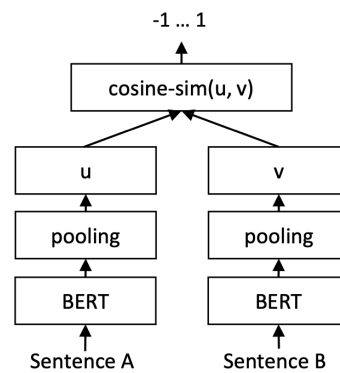 -1 … 1
cosine-sim(u, v)
u v
pooling pooling
BERT BERT
Sentence A Sentence B